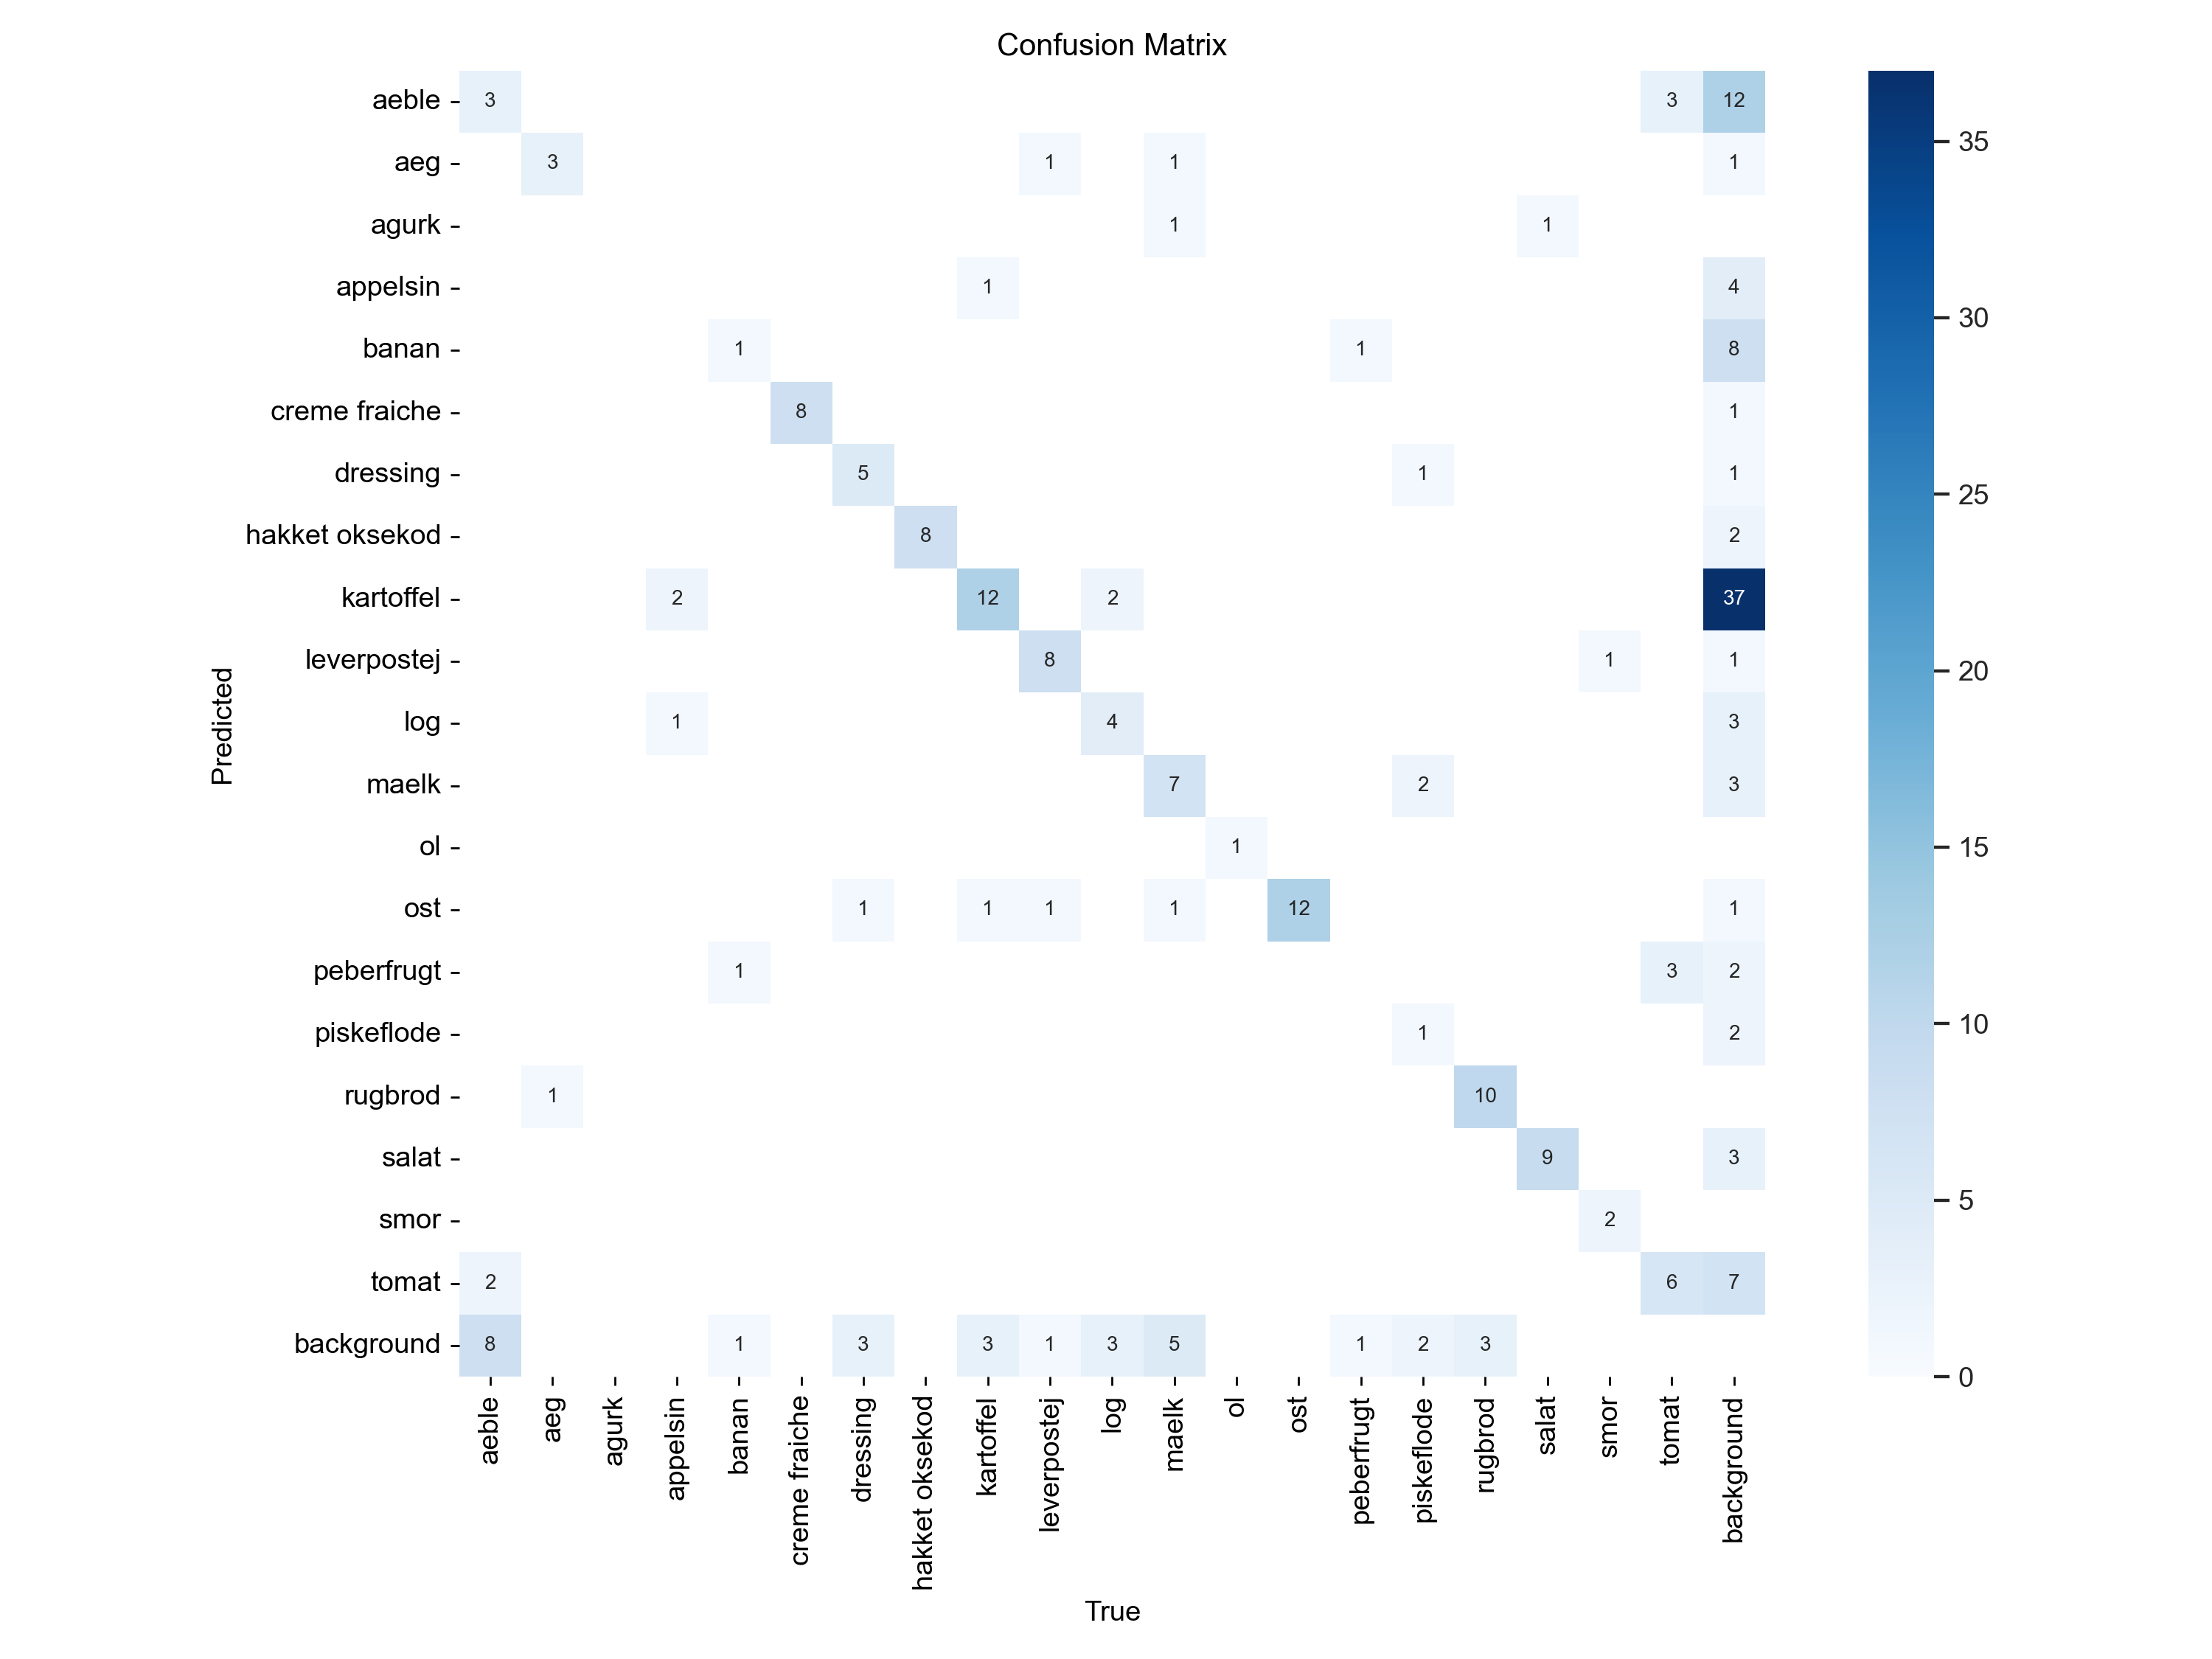 Confusion Matrix
aeble 3 3 12
aeg 3 1 1 1
agurk 1 1
appelsin 1 4
banan 1 1 8
creme fraiche 8 1
dressing 5 1 1
hakket oksekod 8 2
kartoffel 2 12 2 37
leverpostej 8 1 1
log 1 4 3
maelk 7 2 3
ol 1
ost 1 1 1 1 12 1
peberfrugt 1 3 2
piskeflode 1 2
rugbrod 1 10
salat 9 3
smor 2
tomat 2 6 7
background 8 1 3 3 1 3 5 1 2 3
Predicted
aeble
aeg
agurk
appelsin
banan
creme fraiche
dressing
hakket oksekod
kartoffel
leverpostej
log
maelk
ol
ost
peberfrugt
piskeflode
rugbrod
salat
smor
tomat
background
True
35
30
25
20
15
10
5
0